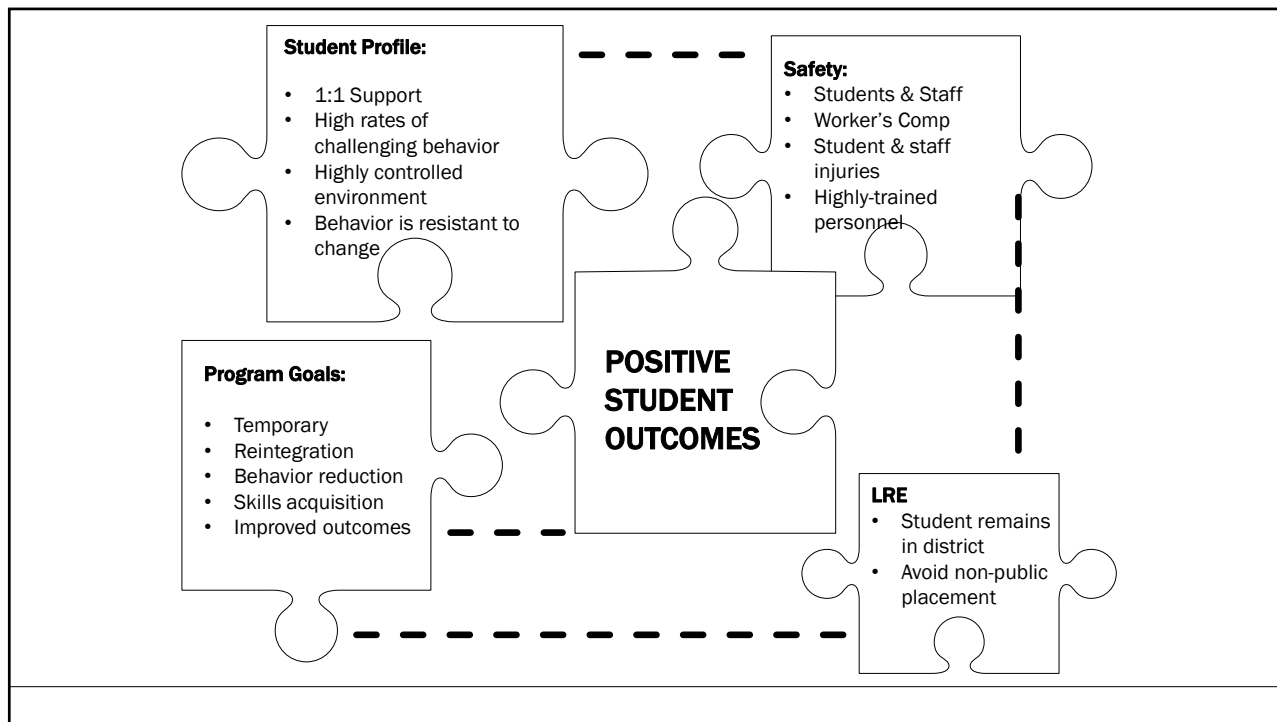 Student Profile:
• 1:1 Support
• High rates of
challenging behavior
• Highly controlled
environment
• Behavior is resistant to
change
Safety:
• Students & Staff
• Worker's Comp
• Student & staff
injuries
• Highly-trained
personnel
POSITIVE
STUDENT
OUTCOMES
Program Goals:
• Temporary
• Reintegration
• Behavior reduction
• Skills acquisition
• Improved outcomes
LRE
• Student remains
in district
• Avoid non-public
placement